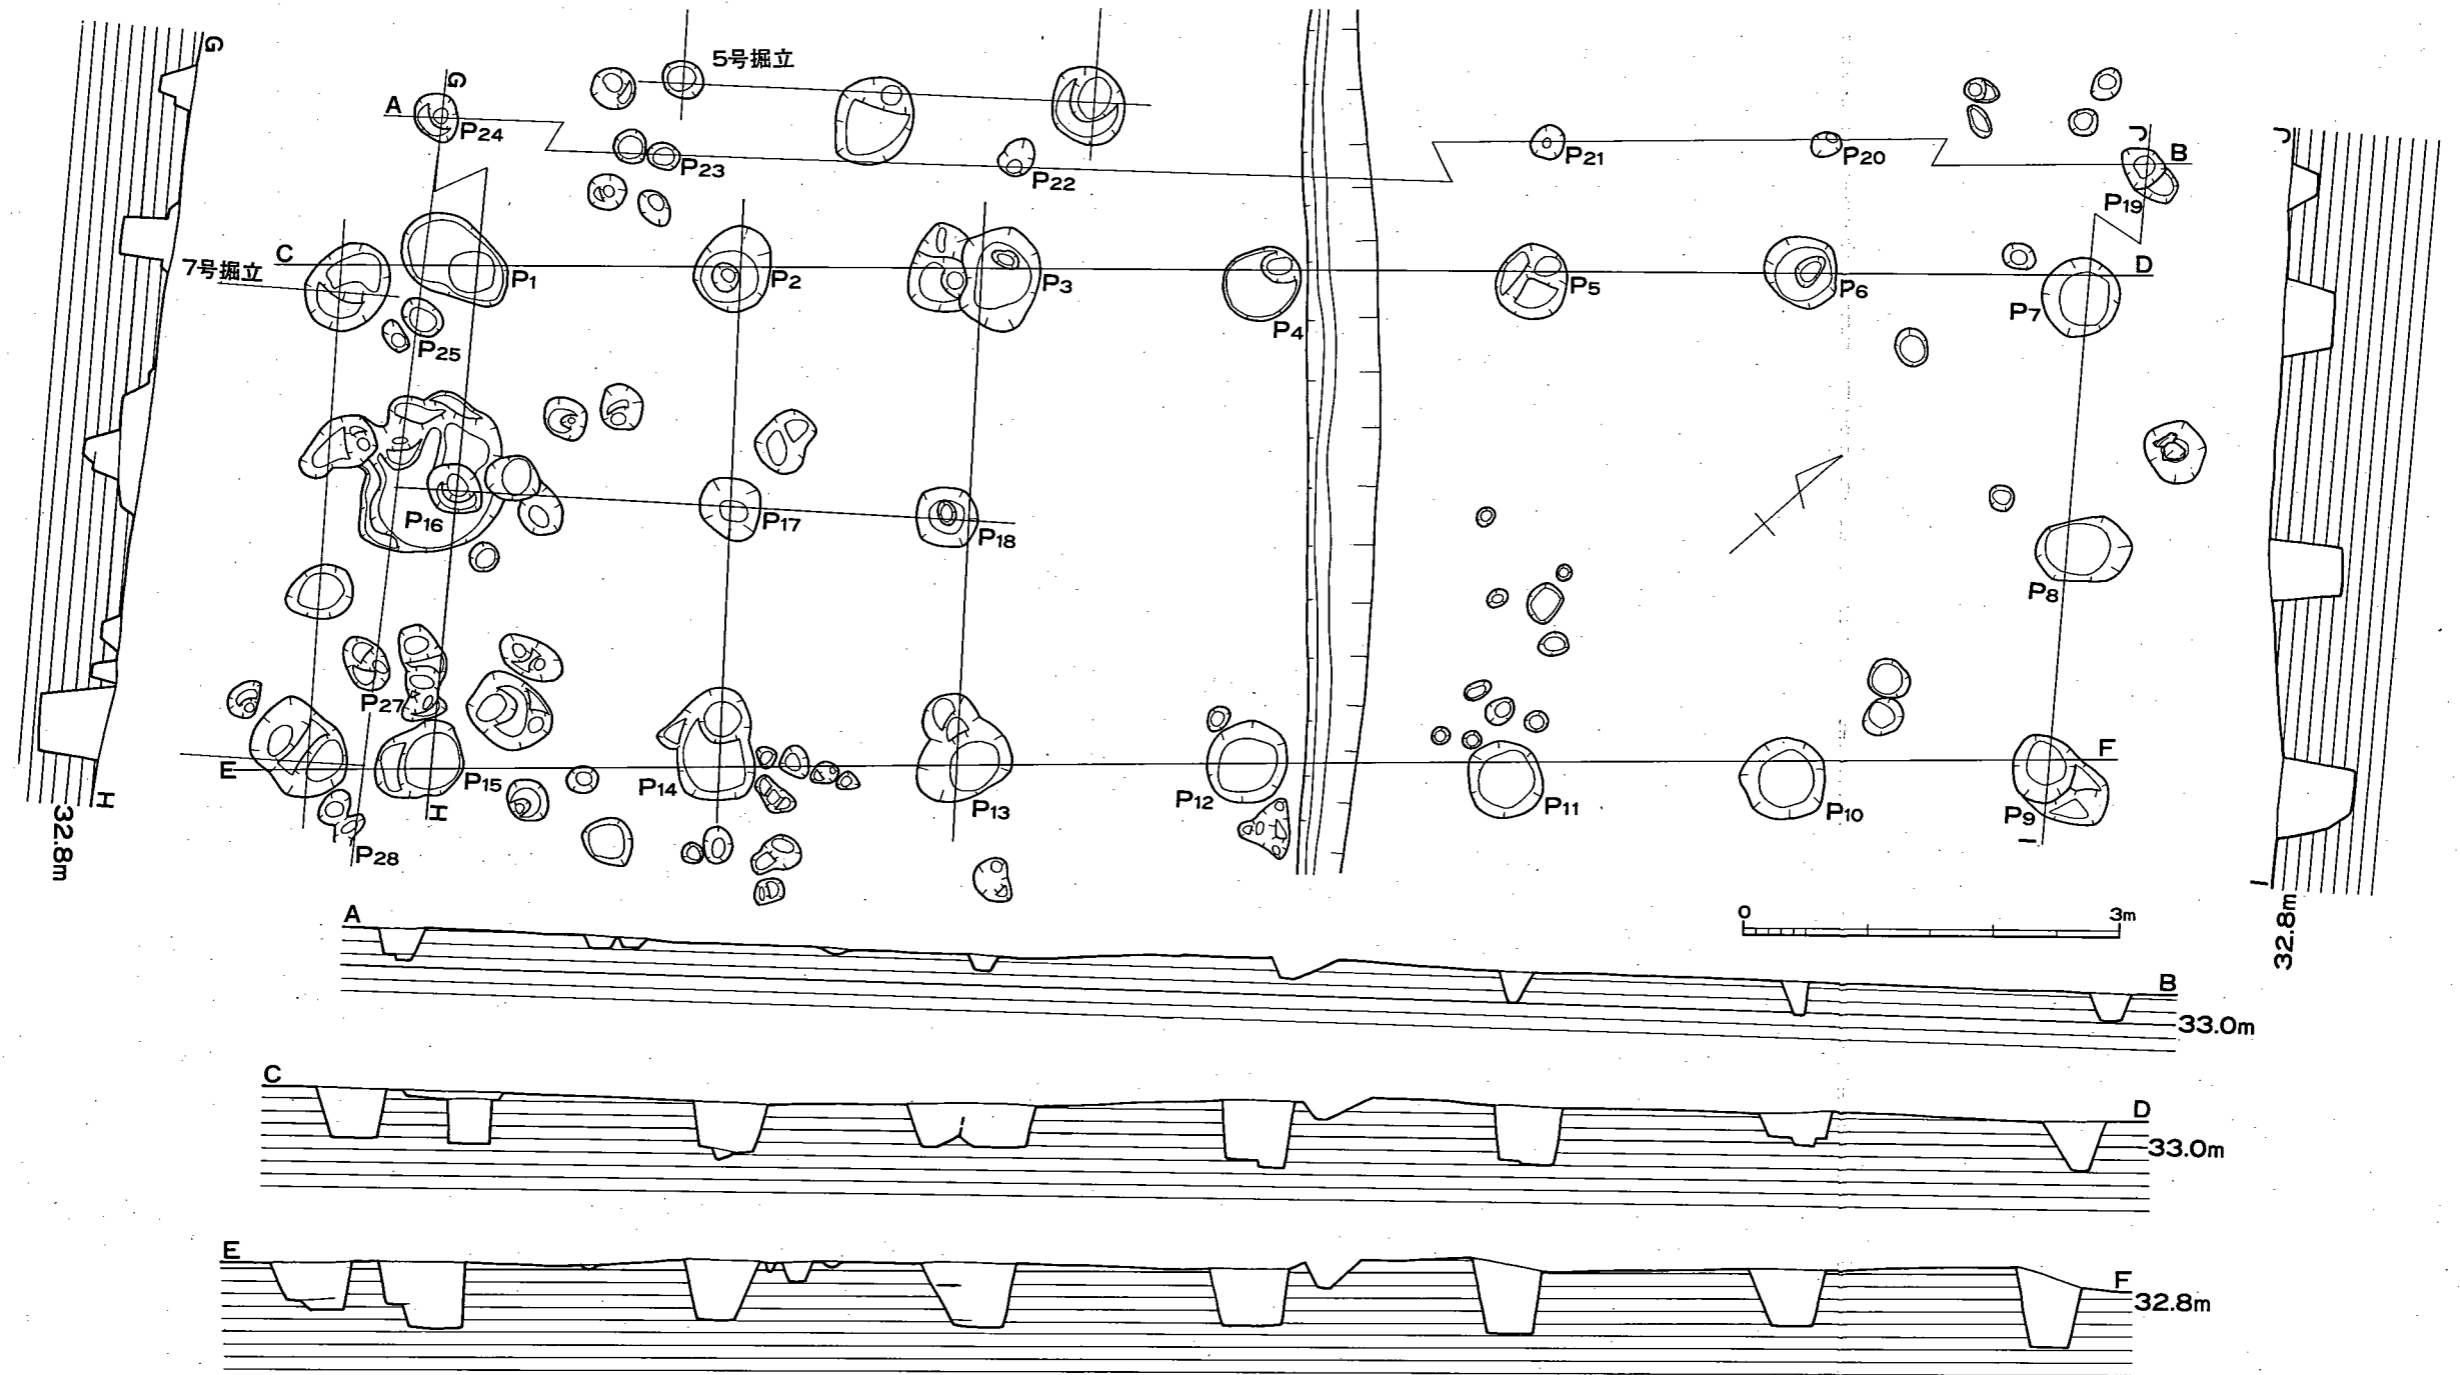 5号掘立
G
G
A
P24
P23
P22
P21
P20
J
J
B
P19
C
7号掘立
P1
P2
P3
P4
P5
P6
P7
D
P25
P16
P17
P18
P8
P27
E
P15
P14
P13
P12
P11
P10
P9
F
H
H
I
I
P28
32.8m
32.8m
0
3m
A
B
33.0m
C
D
33.0m
E
F
32.8m